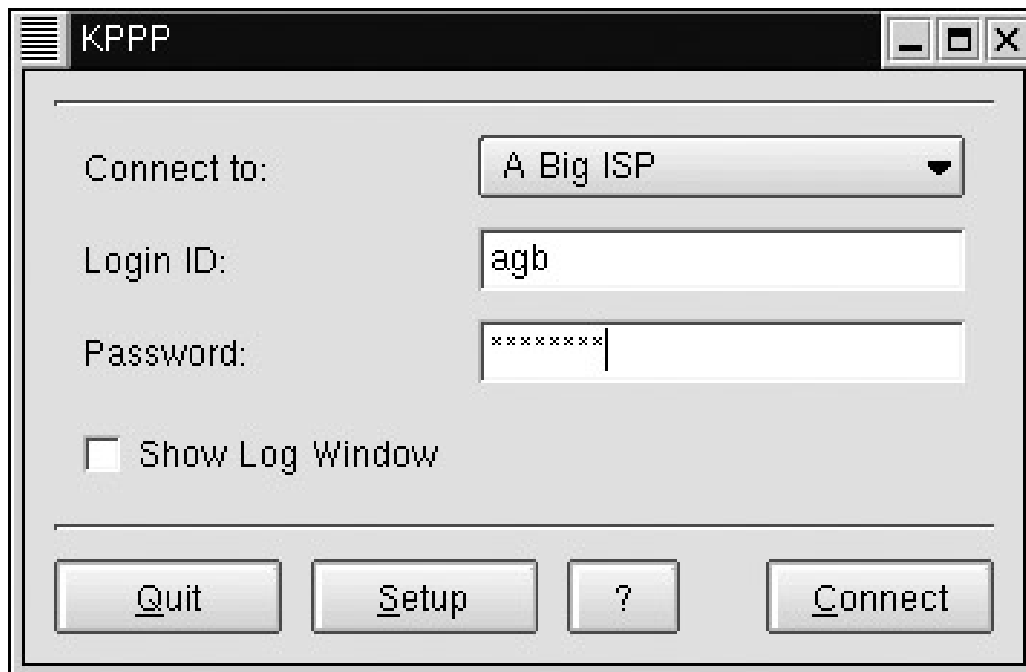 KPPP
Connect to: A Big ISP
Login ID: agb
Password: ********
Show Log Window
Quit Setup ? Connect